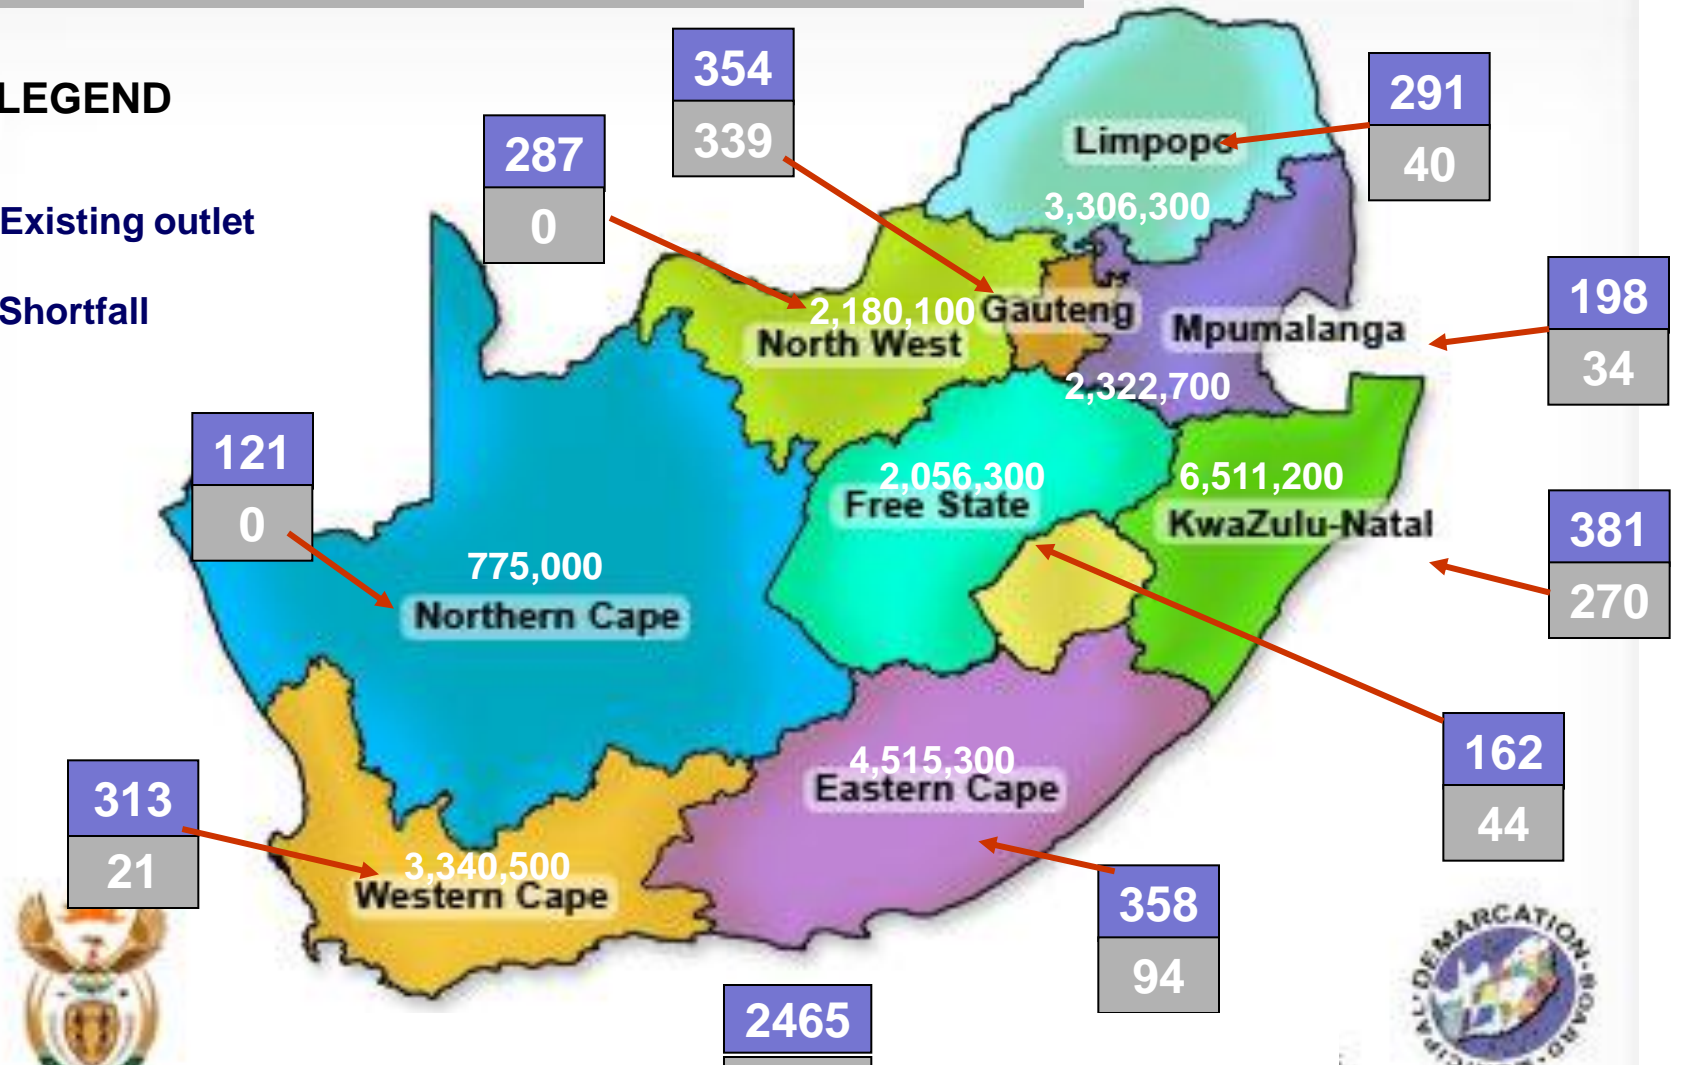 LEGEND
Existing outlet
Shortfall
354
339
287
0
291
40
Limpopo
3,306,300
198
34
2,180,100
North West
Gauteng
Mpumalanga
2,322,700
121
0
2,056,300
Free State
6,511,200
KwaZulu-Natal
381
270
775,000
Northern Cape
162
44
4,515,300
Eastern Cape
313
21
3,340,500
Western Cape
358
94
2465
DEMARCATION BOARD